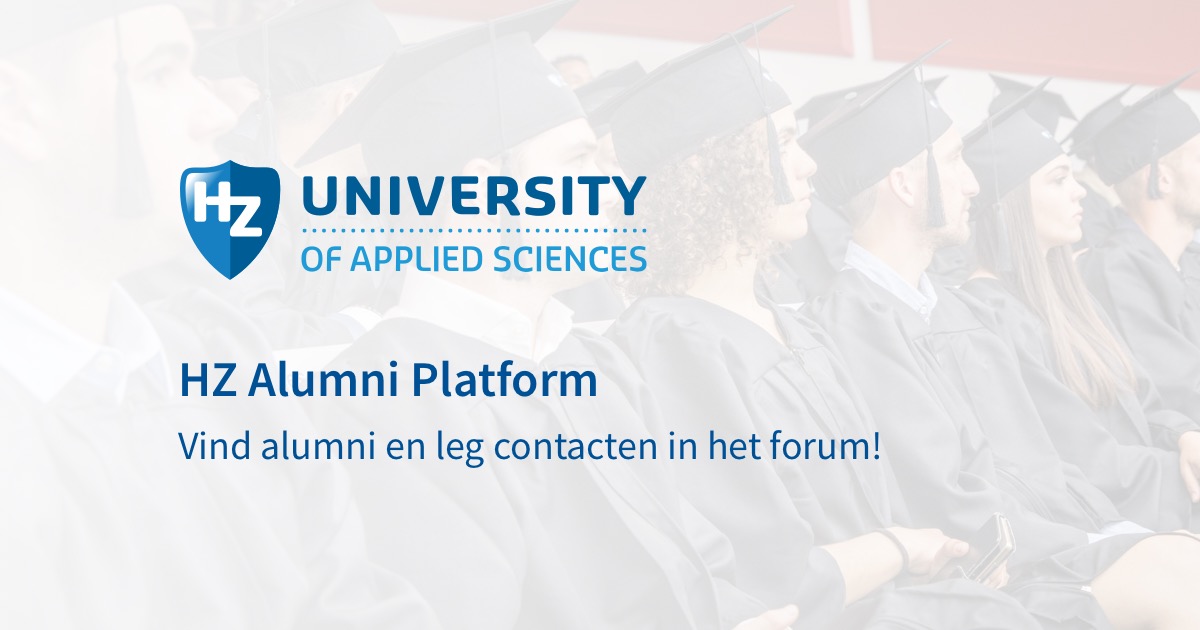 HZ
UNIVERSITY
OF APPLIED SCIENCES
HZ Alumni Platform
Vind alumni en leg contacten in het forum!